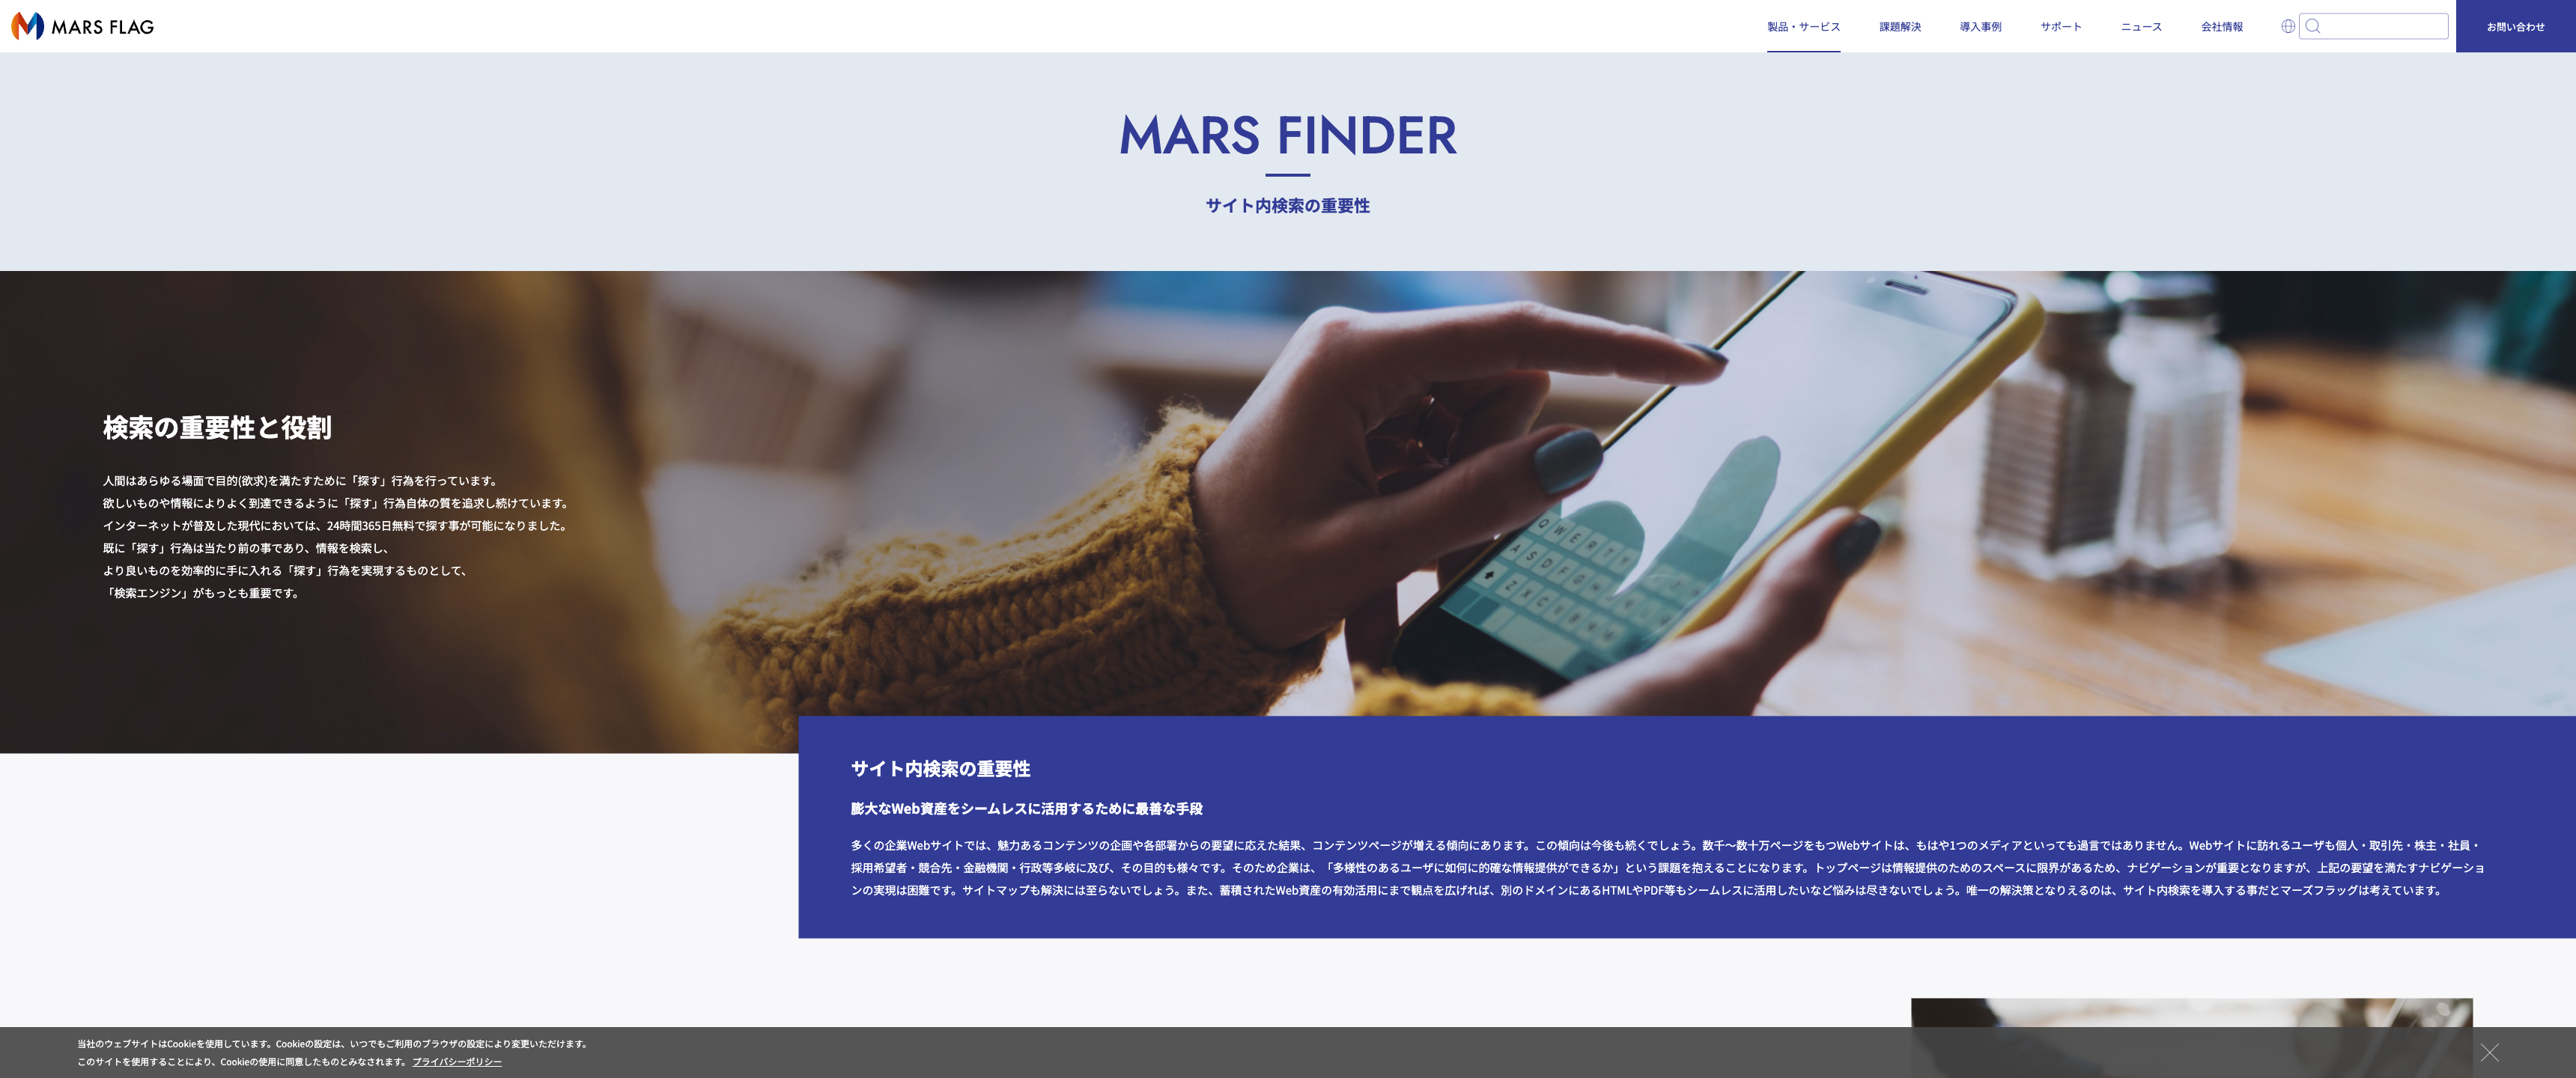 MARS FLAG
製品・サービス 課題解決 導入事例 サポート ニュース 会社情報 お問い合わせ
MARS FINDER
サイト内検索の重要性
検索の重要性と役割
人間はあらゆる場面で目的(欲求)を満たすために「探す」行為を行っています。
欲しいものや情報によりよく到達できるように「探す」行為自体の質を追求し続けています。
インターネットが普及した現代においては、24時間365日無料で探す事が可能になりました。
既に「探す」行為は当たり前の事であり、情報を検索し、
より良いものを効率的に手に入れる「探す」行為を実現するものとして、
「検索エンジン」がもっとも重要です。
サイト内検索の重要性
膨大なWeb資産をシームレスに活用するために最善な手段
多くの企業Webサイトでは、魅力あるコンテンツの企画や各部署からの要望に応えた結果、コンテンツページが増える傾向にあります。この傾向は今後も続くでしょう。数千〜数十万ページをもつWebサイトは、もはや1つのメディアといっても過言ではありません。Webサイトに訪れるユーザも個人・取引先・株主・社員・
採用希望者・競合先・金融機関・行政等多岐に及び、その目的も様々です。そのため企業は、「多様性のあるユーザに如何に的確な情報提供ができるか」という課題を抱えることになります。トップページは情報提供のためのスペースに限界があるため、ナビゲーションが重要となりますが、上記の要望を満たすナビゲーショ
ンの実現は困難です。サイトマップも解決には至らないでしょう。また、蓄積されたWeb資産の有効活用にまで観点を広げれば、別のドメインにあるHTMLやPDF等もシームレスに活用したいなど悩みは尽きないでしょう。唯一の解決策となりえるのは、サイト内検索を導入する事だとマーズフラッグは考えています。
当社のウェブサイトはCookieを使用しています。Cookieの設定は、いつでもご利用のブラウザの設定により変更いただけます。
このサイトを使用することにより、Cookieの使用に同意したものとみなされます。 プライバシーポリシー